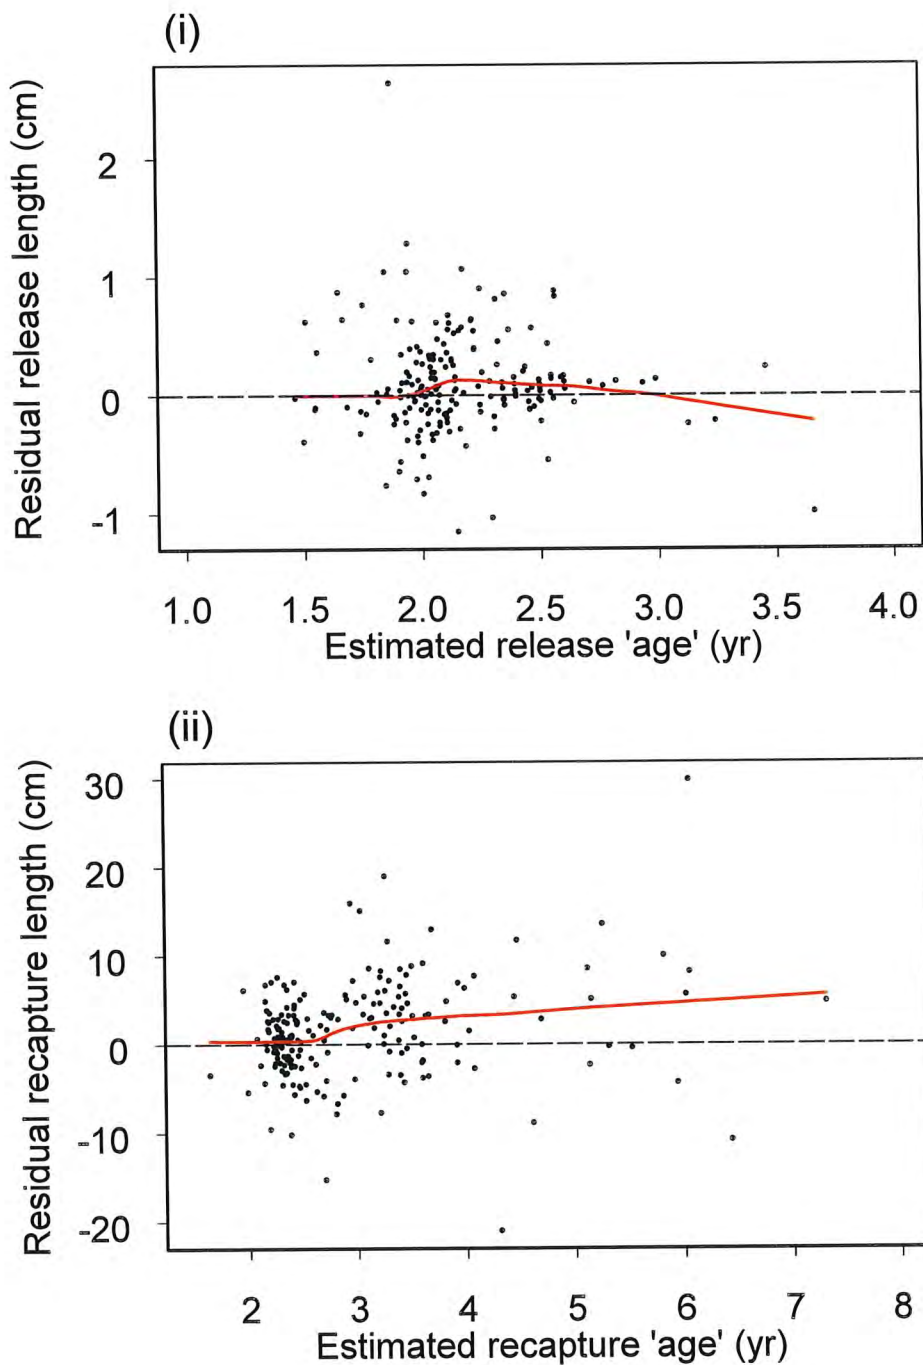 (i)
Residual release length (cm)
2
1
0
-1
1.0 1.5 2.0 2.5 3.0 3.5 4.0
Estimated release 'age' (yr)
(ii)
Residual recapture length (cm)
30
20
10
0
-10
-20
2 3 4 5 6 7 8
Estimated recapture 'age' (yr)